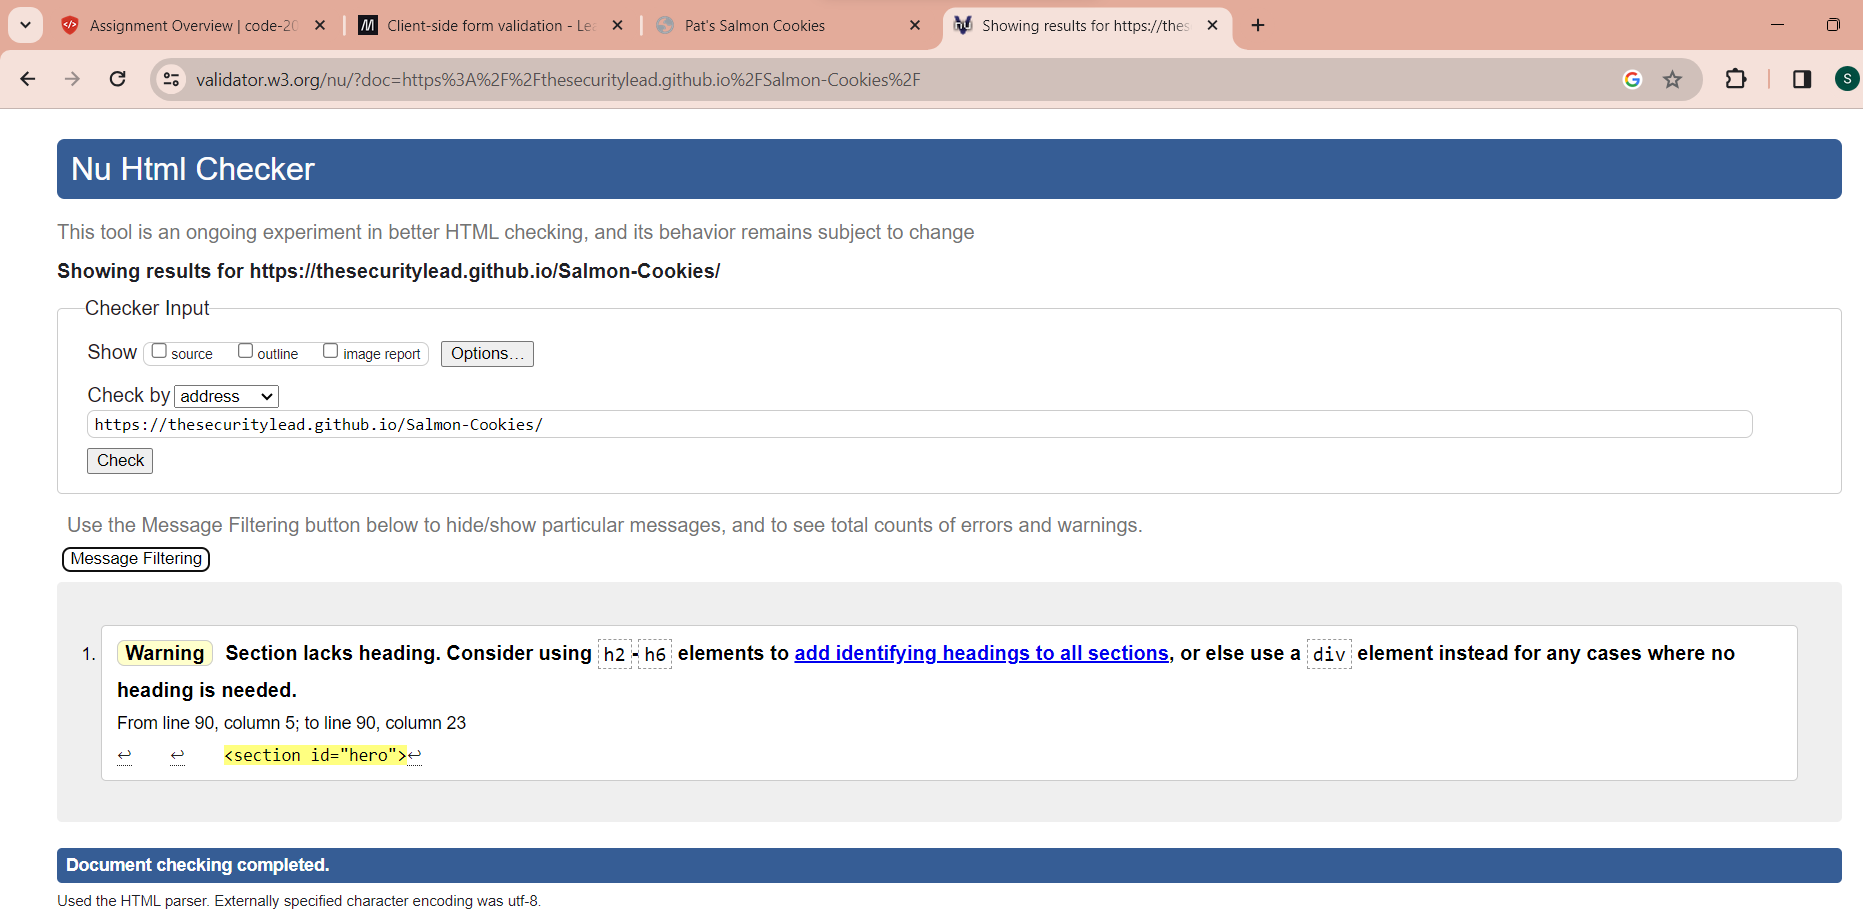 Assignment Overview | code-20
Client-side form validation - Lea
Pat's Salmon Cookies
Showing results for https://thes
validator.w3.org/nu/?doc=https%3A%2F%2Fthesecuritylead.github.io%2FSalmon-Cookies%2F
S
Nu Html Checker
This tool is an ongoing experiment in better HTML checking, and its behavior remains subject to change
Showing results for https://thesecuritylead.github.io/Salmon-Cookies/
Checker Input
Show source outline image report Options...
Check by address
https://thesecuritylead.github.io/Salmon-Cookies/
Check
Use the Message Filtering button below to hide/show particular messages, and to see total counts of errors and warnings.
Message Filtering
1. Warning Section lacks heading. Consider using h2-h6 elements to add identifying headings to all sections, or else use a div element instead for any cases where no
heading is needed.
From line 90, column 5; to line 90, column 23
↩ ↩ <section id="hero">↩
Document checking completed.
Used the HTML parser. Externally specified character encoding was utf-8.